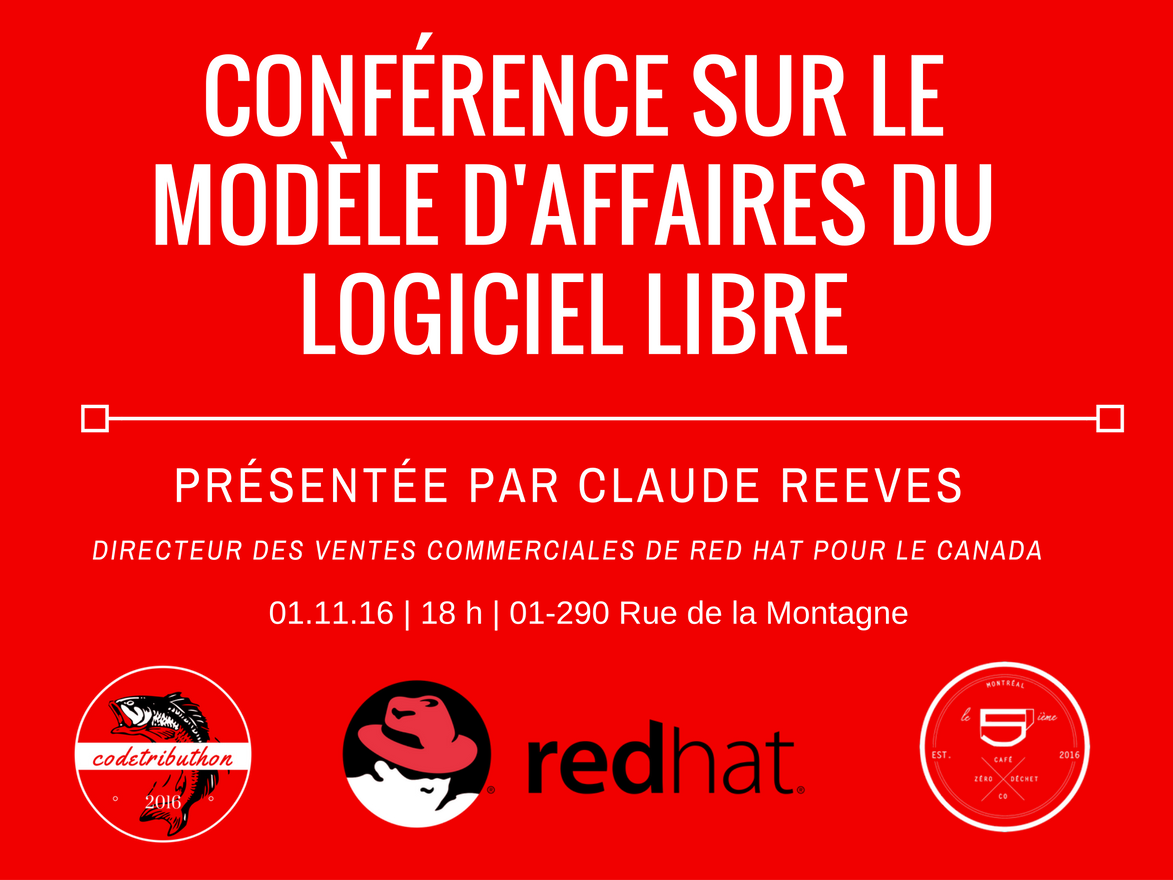 CONFÉRENCE SUR LE
MODÈLE D'AFFAIRES DU
LOGICIEL LIBRE
PRÉSENTÉE PAR CLAUDE REEVES
DIRECTEUR DES VENTES COMMERCIALES DE RED HAT POUR LE CANADA
01.11.16 | 18 h | 01-290 Rue de la Montagne
codetributhon
2016
redhat®
MONTRÉAL
le 5 ième
EST. 2016
CAFÉ
ZÉRO DÉCHET
CO